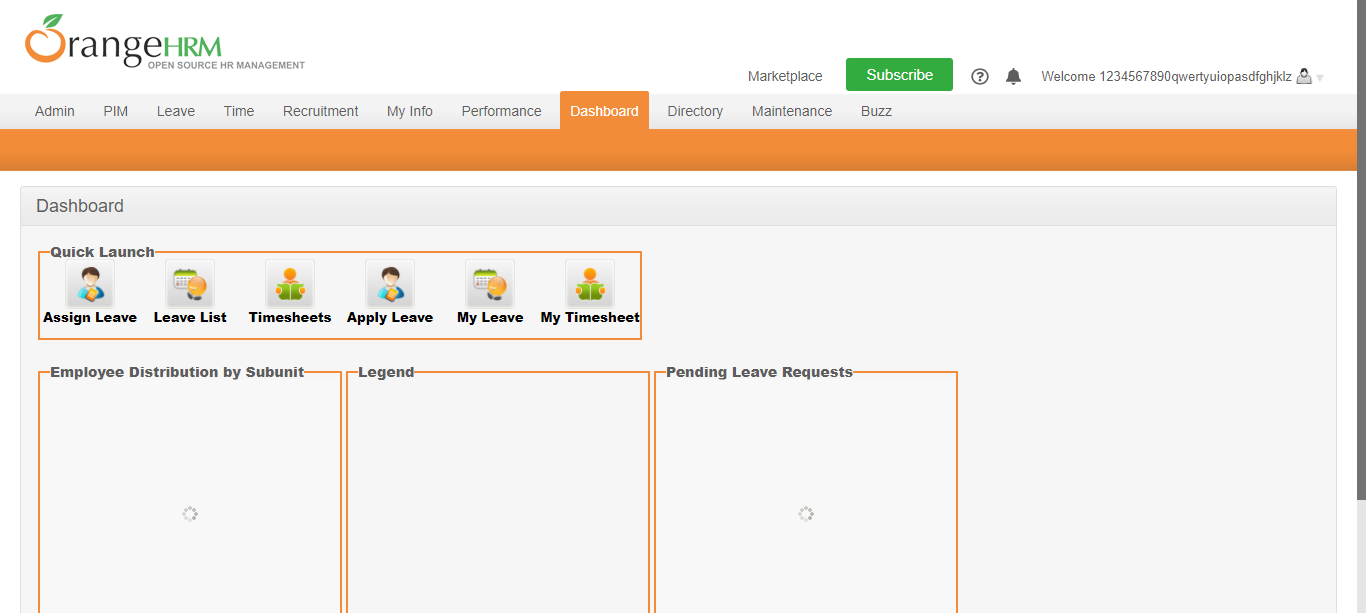 OrangeHRM
OPEN SOURCE HR MANAGEMENT
Marketplace Subscribe Welcome 1234567890qwertyuiopasdfghjklz
Admin PIM Leave Time Recruitment My Info Performance Dashboard Directory Maintenance Buzz
Dashboard
Quick Launch
Assign Leave Leave List Timesheets Apply Leave My Leave My Timesheet
Employee Distribution by Subunit Legend Pending Leave Requests